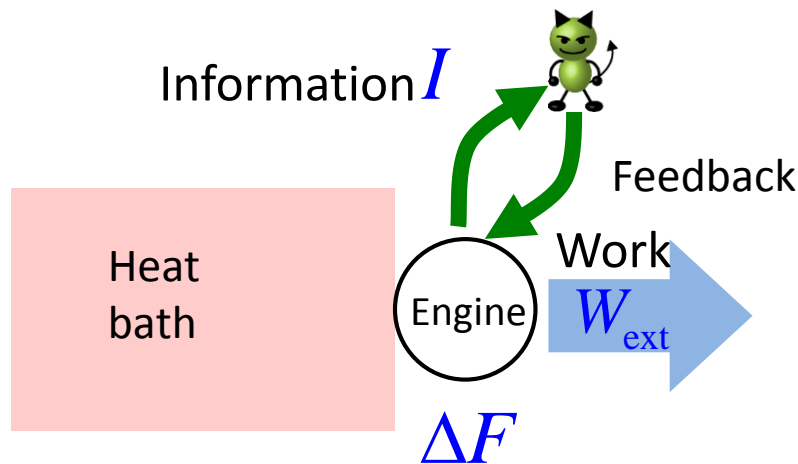 Information I
Feedback
Heat
bath
Engine
Work
W_ext
ΔF